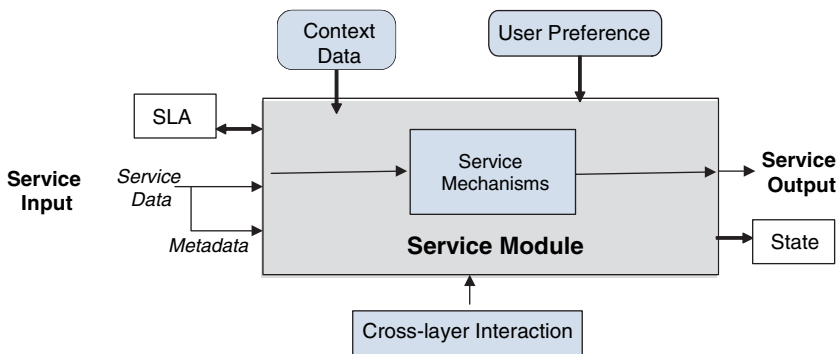 Context
Data
User Preference
SLA
Service
Input
Service
Data
Metadata
Service
Mechanisms
Service Module
Service
Output
State
Cross-layer Interaction